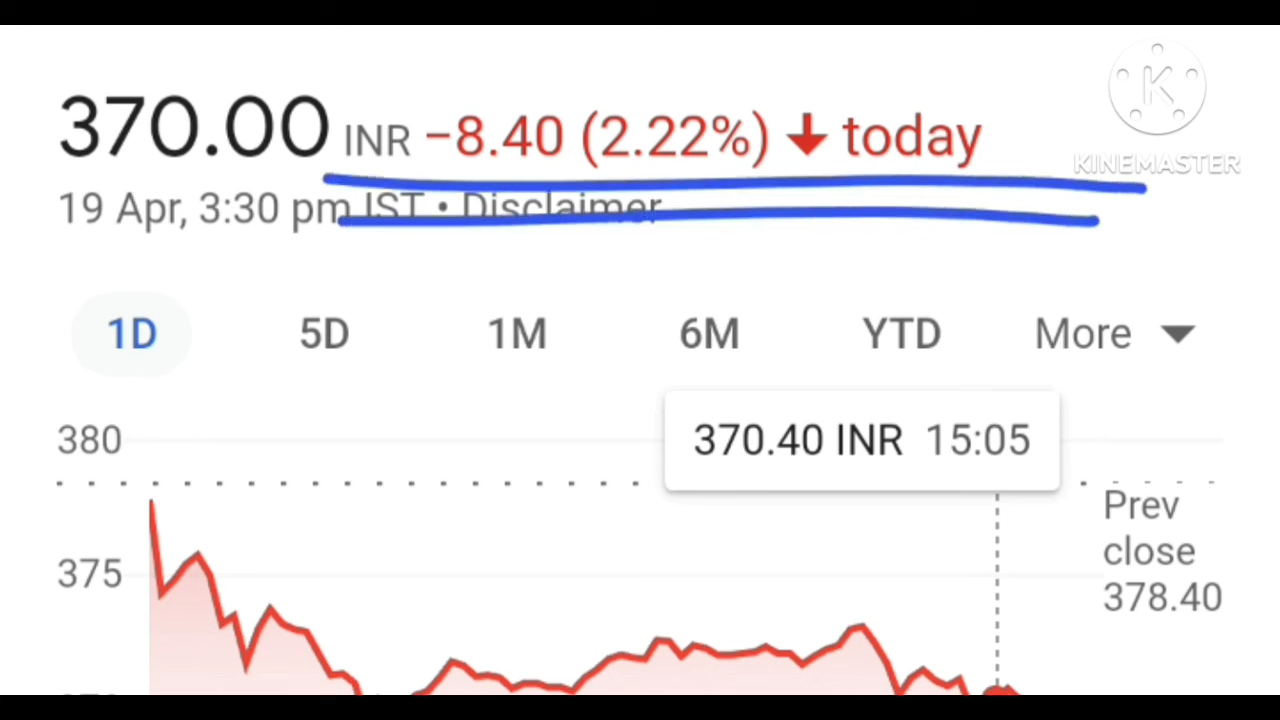 370.00 INR −8.40 (2.22%) ↓ today
19 Apr, 3:30 pm IST • Disclaimer
KINEMASTER
1D 5D 1M 6M YTD More
370.40 INR 15:05
380
375
Prev
close
378.40